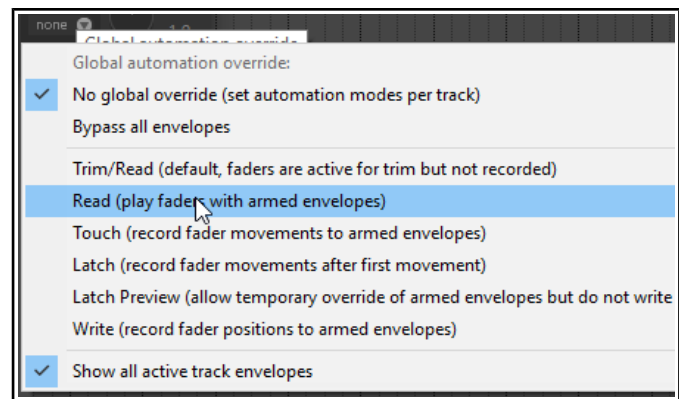 none
Global automation override
Global automation override:
No global override (set automation modes per track)
Bypass all envelopes
Trim/Read (default, faders are active for trim but not recorded)
Read (play faders with armed envelopes)
Touch (record fader movements to armed envelopes)
Latch (record fader movements after first movement)
Latch Preview (allow temporary override of armed envelopes but do not write
Write (record fader positions to armed envelopes)
Show all active track envelopes